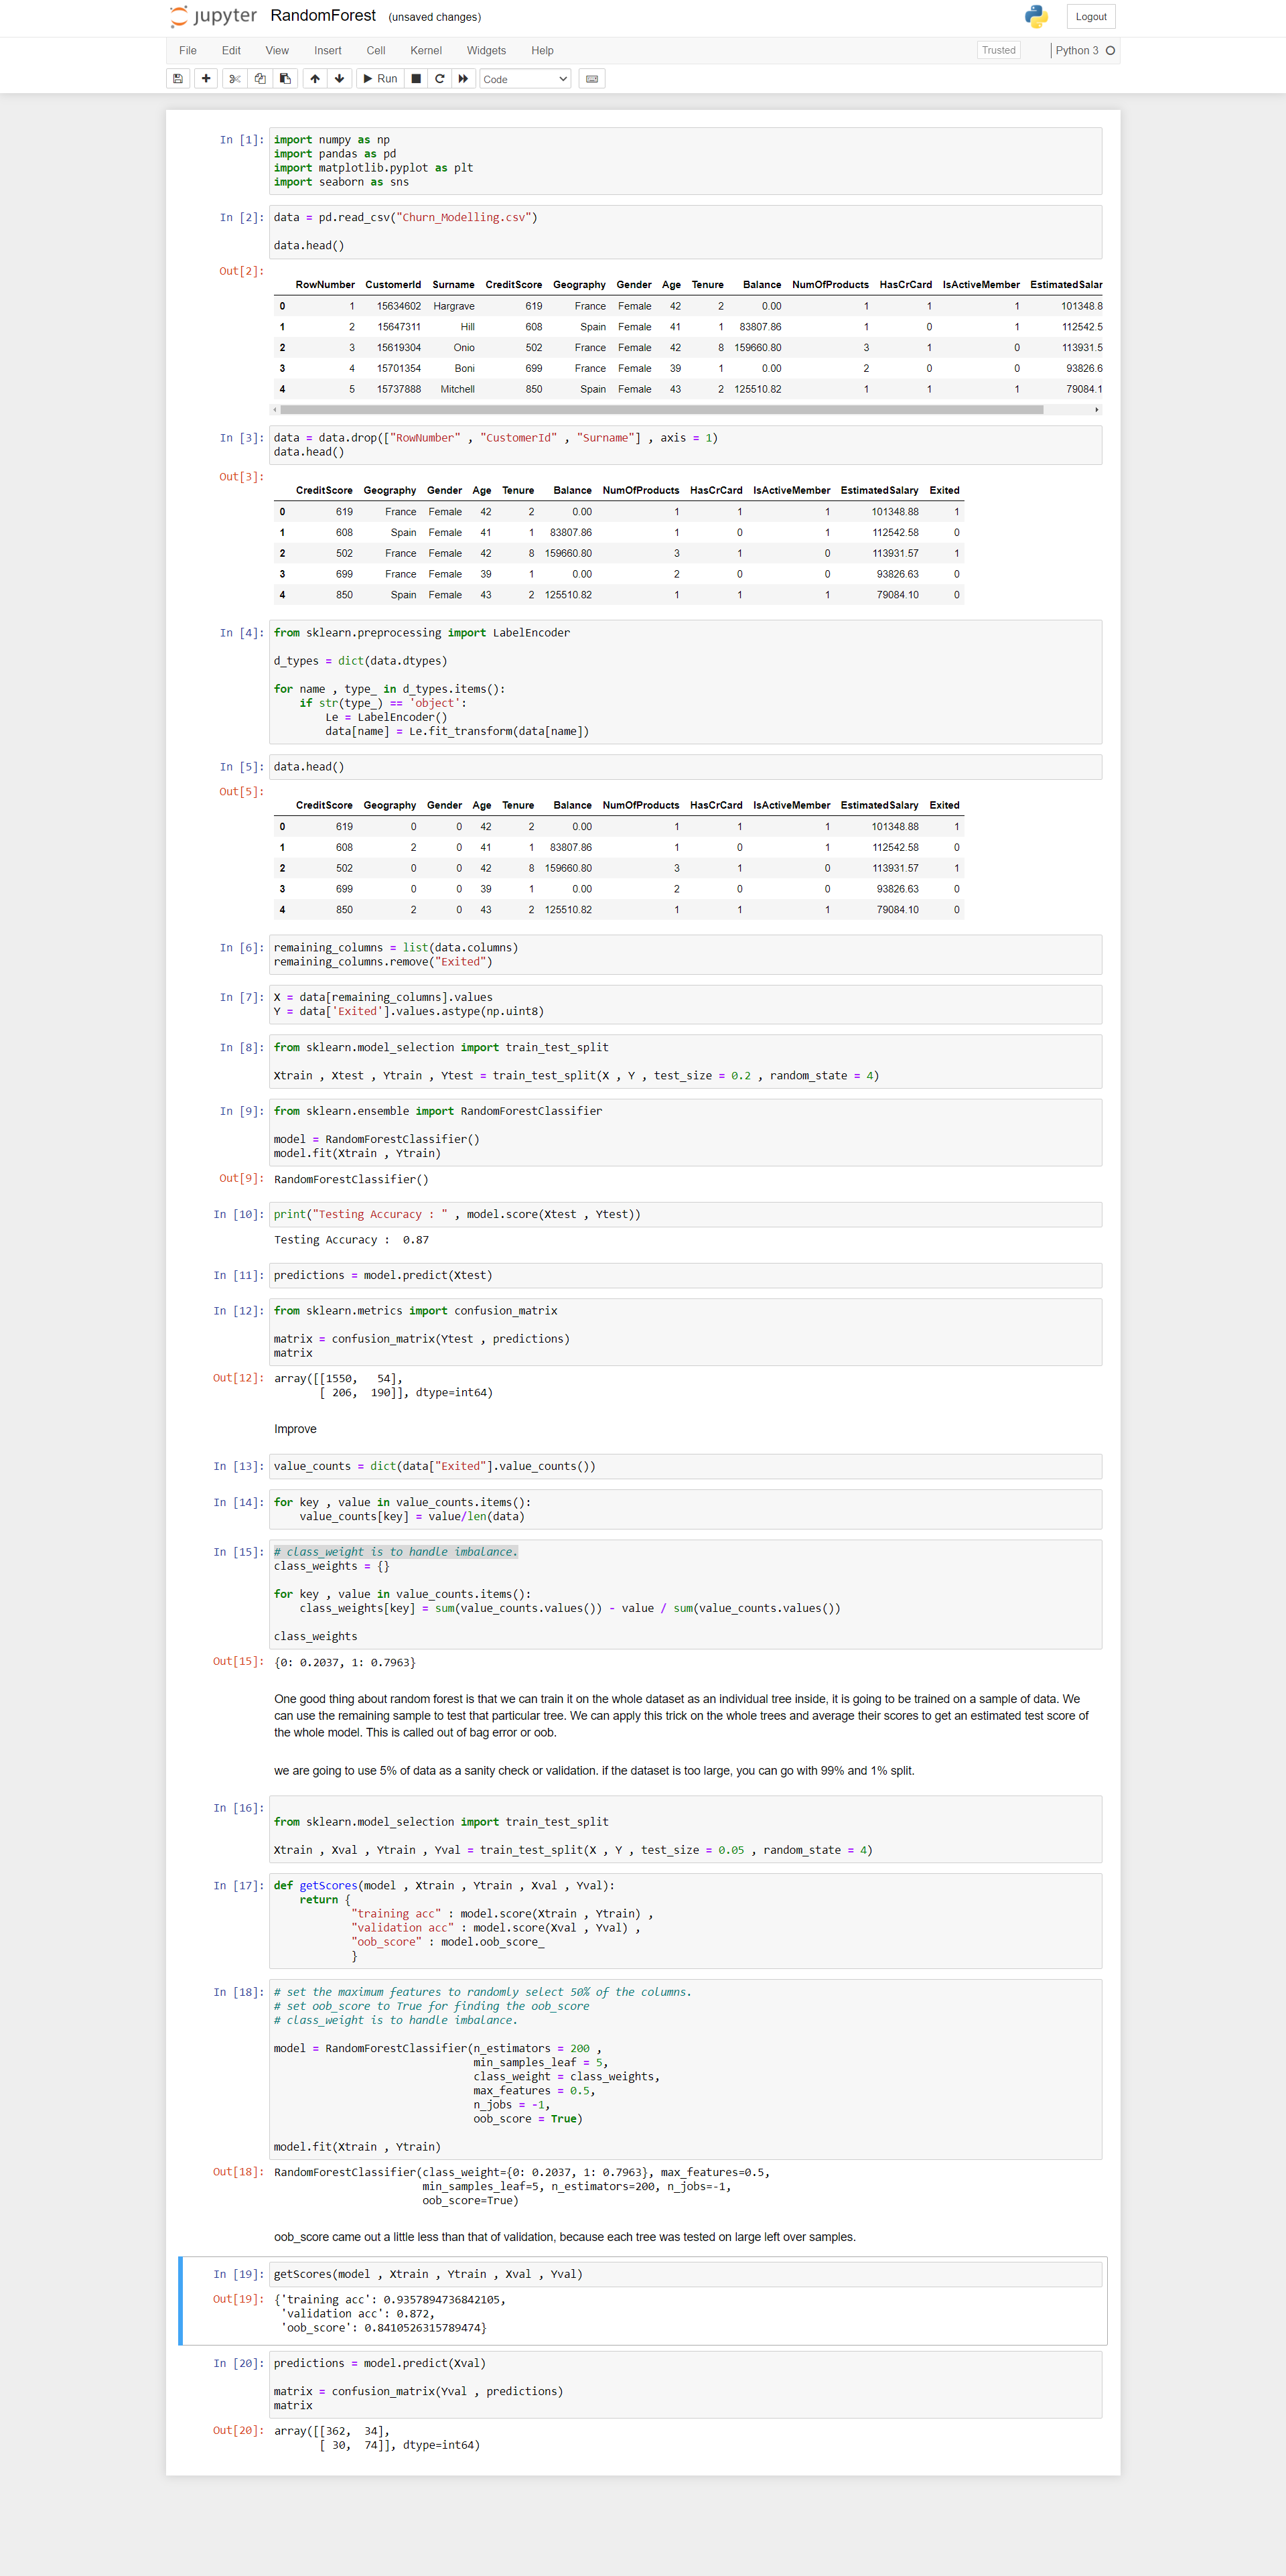 jupyter RandomForest (unsaved changes) Logout
File Edit View Insert Cell Kernel Widgets Help Trusted Python 3
Run Code
In [1]: import numpy as np
import pandas as pd
import matplotlib.pyplot as plt
import seaborn as sns
In [2]: data = pd.read_csv("Churn_Modelling.csv")
data.head()
Out[2]:
RowNumber CustomerId Surname CreditScore Geography Gender Age Tenure Balance NumOfProducts HasCrCard IsActiveMember EstimatedSalar
0 1 15634602 Hargrave 619 France Female 42 2 0.00 1 1 1 101348.8
1 2 15647311 Hill 608 Spain Female 41 1 83807.86 1 0 1 112542.5
2 3 15619304 Onio 502 France Female 42 8 159660.80 3 1 0 113931.5
3 4 15701354 Boni 699 France Female 39 1 0.00 2 0 0 93826.6
4 5 15737888 Mitchell 850 Spain Female 43 2 125510.82 1 1 1 79084.1
In [3]: data = data.drop(["RowNumber" , "CustomerId" , "Surname"] , axis = 1)
data.head()
Out[3]:
CreditScore Geography Gender Age Tenure Balance NumOfProducts HasCrCard IsActiveMember EstimatedSalary Exited
0 619 France Female 42 2 0.00 1 1 1 101348.88 1
1 608 Spain Female 41 1 83807.86 1 0 1 112542.58 0
2 502 France Female 42 8 159660.80 3 1 0 113931.57 1
3 699 France Female 39 1 0.00 2 0 0 93826.63 0
4 850 Spain Female 43 2 125510.82 1 1 1 79084.10 0
In [4]: from sklearn.preprocessing import LabelEncoder
d_types = dict(data.dtypes)
for name , type_ in d_types.items():
    if str(type_) == 'object':
        Le = LabelEncoder()
        data[name] = Le.fit_transform(data[name])
In [5]: data.head()
Out[5]:
CreditScore Geography Gender Age Tenure Balance NumOfProducts HasCrCard IsActiveMember EstimatedSalary Exited
0 619 0 0 42 2 0.00 1 1 1 101348.88 1
1 608 2 0 41 1 83807.86 1 0 1 112542.58 0
2 502 0 0 42 8 159660.80 3 1 0 113931.57 1
3 699 0 0 39 1 0.00 2 0 0 93826.63 0
4 850 2 0 43 2 125510.82 1 1 1 79084.10 0
In [6]: remaining_columns = list(data.columns)
remaining_columns.remove("Exited")
In [7]: X = data[remaining_columns].values
Y = data['Exited'].values.astype(np.uint8)
In [8]: from sklearn.model_selection import train_test_split
Xtrain , Xtest , Ytrain , Ytest = train_test_split(X , Y , test_size = 0.2 , random_state = 4)
In [9]: from sklearn.ensemble import RandomForestClassifier
model = RandomForestClassifier()
model.fit(Xtrain , Ytrain)
Out[9]: RandomForestClassifier()
In [10]: print("Testing Accuracy : " , model.score(Xtest , Ytest))
Testing Accuracy :  0.87
In [11]: predictions = model.predict(Xtest)
In [12]: from sklearn.metrics import confusion_matrix
matrix = confusion_matrix(Ytest , predictions)
matrix
Out[12]: array([[1550,   54],
       [ 206,  190]], dtype=int64)
Improve
In [13]: value_counts = dict(data["Exited"].value_counts())
In [14]: for key , value in value_counts.items():
    value_counts[key] = value/len(data)
In [15]: # class_weight is to handle imbalance.
class_weights = {}
for key , value in value_counts.items():
    class_weights[key] = sum(value_counts.values()) - value / sum(value_counts.values())
class_weights
Out[15]: {0: 0.2037, 1: 0.7963}
One good thing about random forest is that we can train it on the whole dataset as an individual tree inside, it is going to be trained on a sample of data. We
can use the remaining sample to test that particular tree. We can apply this trick on the whole trees and average their scores to get an estimated test score of
the whole model. This is called out of bag error or oob.
we are going to use 5% of data as a sanity check or validation. if the dataset is too large, you can go with 99% and 1% split.
In [16]:
from sklearn.model_selection import train_test_split
Xtrain , Xval , Ytrain , Yval = train_test_split(X , Y , test_size = 0.05 , random_state = 4)
In [17]: def getScores(model , Xtrain , Ytrain , Xval , Yval):
    return {
            "training acc" : model.score(Xtrain , Ytrain) ,
            "validation acc" : model.score(Xval , Yval) ,
            "oob_score" : model.oob_score_
            }
In [18]: # set the maximum features to randomly select 50% of the columns.
# set oob_score to True for finding the oob_score
# class_weight is to handle imbalance.
model = RandomForestClassifier(n_estimators = 200 ,
                               min_samples_leaf = 5,
                               class_weight = class_weights,
                               max_features = 0.5,
                               n_jobs = -1,
                               oob_score = True)
model.fit(Xtrain , Ytrain)
Out[18]: RandomForestClassifier(class_weight={0: 0.2037, 1: 0.7963}, max_features=0.5,
                       min_samples_leaf=5, n_estimators=200, n_jobs=-1,
                       oob_score=True)
oob_score came out a little less than that of validation, because each tree was tested on large left over samples.
In [19]: getScores(model , Xtrain , Ytrain , Xval , Yval)
Out[19]: {'training acc': 0.9357894736842105,
 'validation acc': 0.872,
 'oob_score': 0.8410526315789474}
In [20]: predictions = model.predict(Xval)
matrix = confusion_matrix(Yval , predictions)
matrix
Out[20]: array([[362,  34],
       [ 30,  74]], dtype=int64)